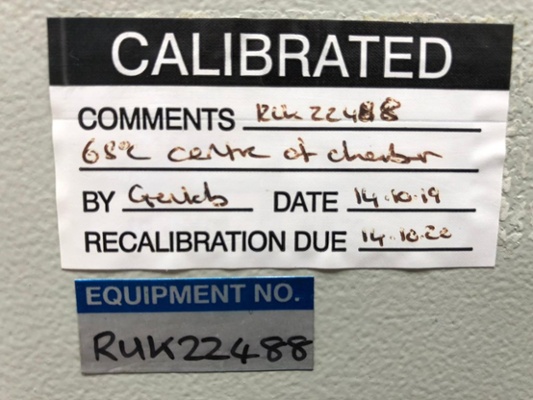 CALIBRATED
COMMENTS RUK22488
68°C centre of chamber
BY DATE 14.10.19
RECALIBRATION DUE 14.10.20
EQUIPMENT NO.
RUK22488